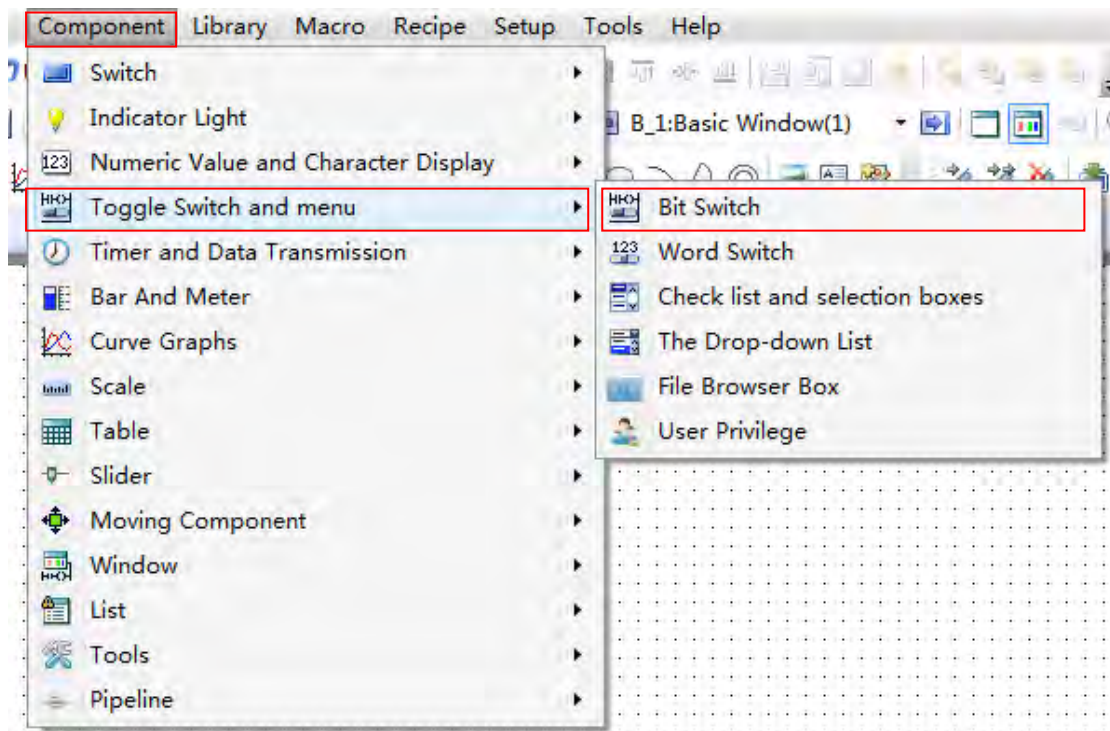 Component Library Macro Recipe Setup Tools Help
Switch
Indicator Light
B_1:Basic Window(1)
123 Numeric Value and Character Display
Toggle Switch and menu
Bit Switch
Timer and Data Transmission
123 Word Switch
Bar And Meter
Check list and selection boxes
Curve Graphs
The Drop-down List
Scale
File Browser Box
Table
User Privilege
Slider
Moving Component
Window
List
Tools
Pipeline